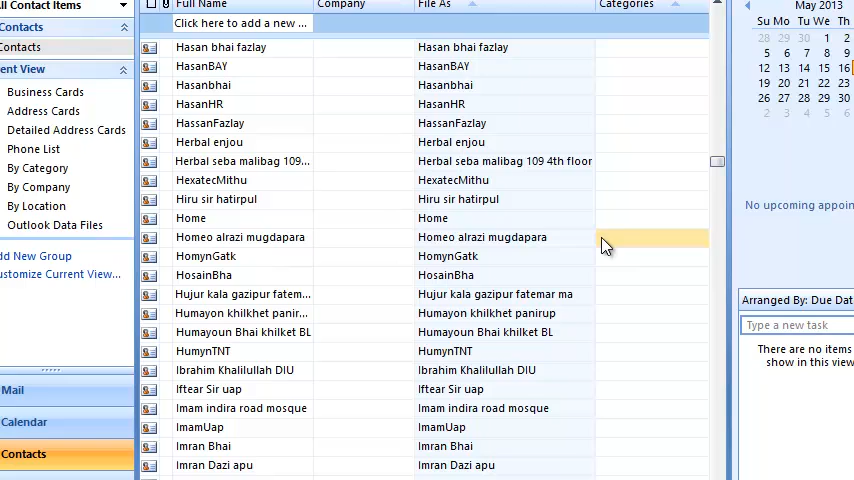 All Contact Items
Contacts
Contacts
ent View
Business Cards
Address Cards
Detailed Address Cards
Phone List
By Category
By Company
By Location
Outlook Data Files
dd New Group
ustomize Current View...
Mail
Calendar
Contacts
Full Name Company File As Categories
Click here to add a new ...
Hasan bhai fazlay Hasan bhai fazlay
HasanBAY HasanBAY
Hasanbhai Hasanbhai
HasanHR HasanHR
HassanFazlay HassanFazlay
Herbal enjou Herbal enjou
Herbal seba malibag 109... Herbal seba malibag 109 4th floor
HexatecMithu HexatecMithu
Hiru sir hatirpul Hiru sir hatirpul
Home Home
Homeo alrazi mugdapara Homeo alrazi mugdapara
HomynGatk HomynGatk
HosainBha HosainBha
Hujur kala gazipur fatem... Hujur kala gazipur fatemar ma
Humayon khilkhet panir... Humayon khilkhet panirup
Humayoun Bhai khilket BL Humayoun Bhai khilket BL
HumynTNT HumynTNT
Ibrahim Khalilullah DIU Ibrahim Khalilullah DIU
Iftear Sir uap Iftear Sir uap
Imam indira road mosque Imam indira road mosque
ImamUap ImamUap
Imran Bhai Imran Bhai
Imran Dazi apu Imran Dazi apu
May 2013
Su Mo Tu We Thu
28 29 30 1 2
5 6 7 8 9
12 13 14 15 16
19 20 21 22 23
26 27 28 29 30
2 3 4 5 6
No upcoming appoin
Arranged By: Due Dat
Type a new task
There are no items
show in this view